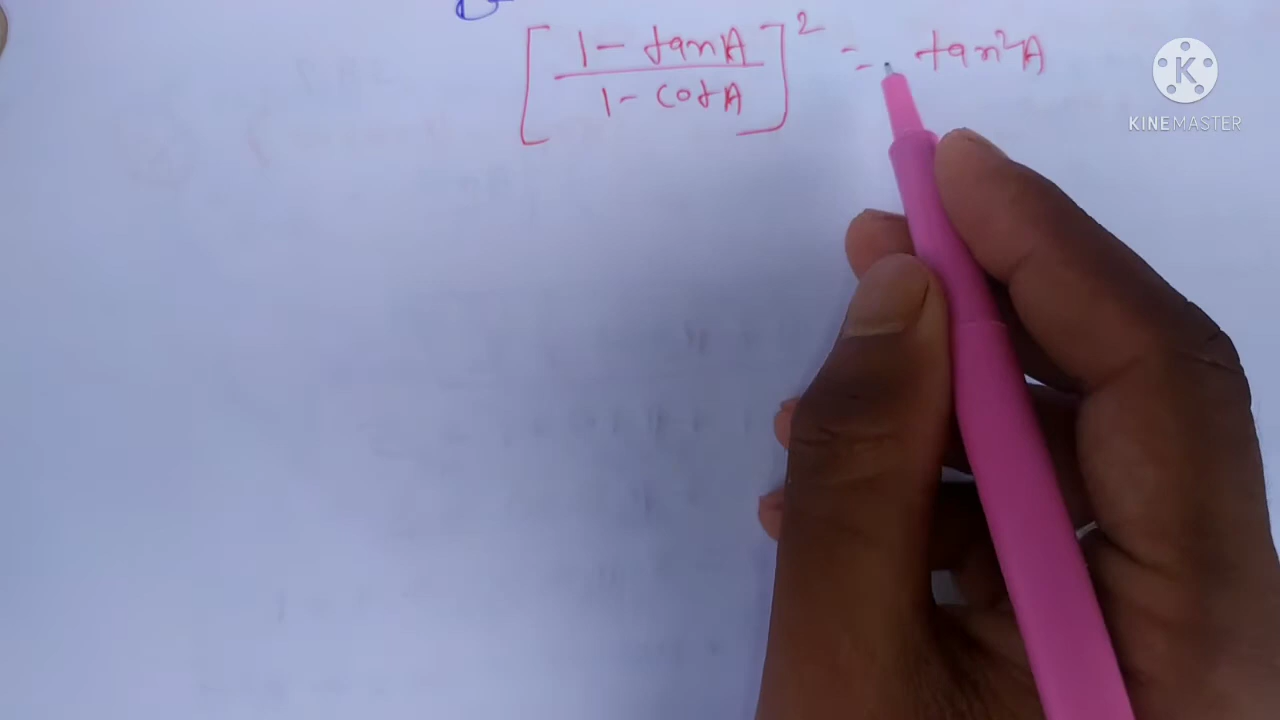 [ 1 - tanA / 1 - cotA ]² = tan²A
K
KINEMASTER